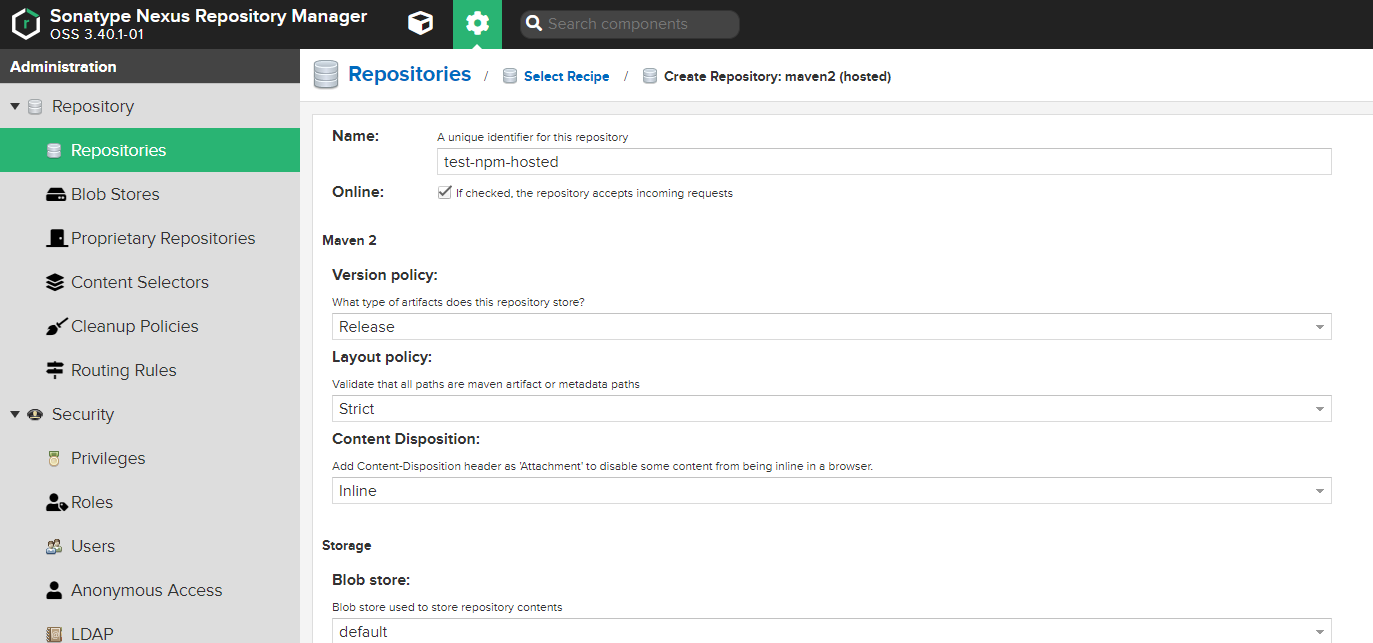 Sonatype Nexus Repository Manager
OSS 3.40.1-01
Search components
Administration
Repository
Repositories
Blob Stores
Proprietary Repositories
Content Selectors
Cleanup Policies
Routing Rules
Security
Privileges
Roles
Users
Anonymous Access
LDAP
Repositories / Select Recipe / Create Repository: maven2 (hosted)
Name: A unique identifier for this repository
test-npm-hosted
Online: If checked, the repository accepts incoming requests
Maven 2
Version policy:
What type of artifacts does this repository store?
Release
Layout policy:
Validate that all paths are maven artifact or metadata paths
Strict
Content Disposition:
Add Content-Disposition header as 'Attachment' to disable some content from being inline in a browser.
Inline
Storage
Blob store:
Blob store used to store repository contents
default